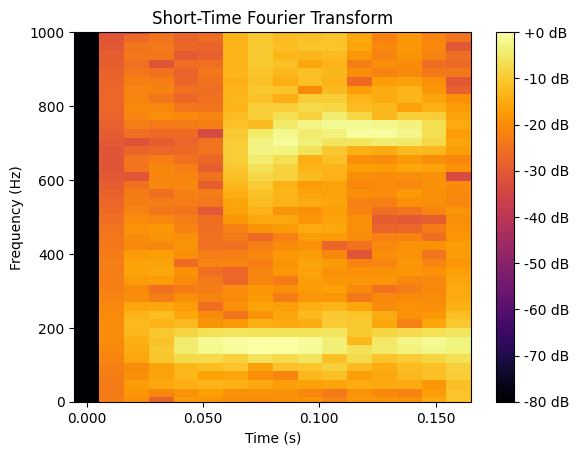 Short-Time Fourier Transform
1000
800
600
400
200
0
Frequency (Hz)
0.000
0.050
0.100
0.150
Time (s)
+0 dB
-10 dB
-20 dB
-30 dB
-40 dB
-50 dB
-60 dB
-70 dB
-80 dB